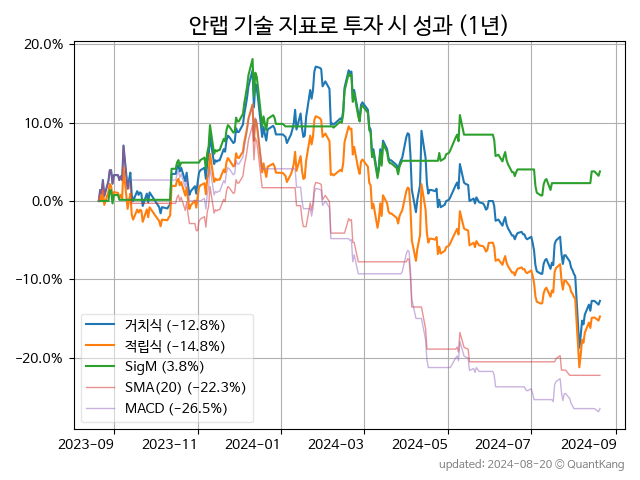 안랩 기술 지표로 투자 시 성과 (1년)
20.0%
10.0%
0.0%
−10.0%
−20.0%
거치식 (−12.8%)
적립식 (−14.8%)
SigM (3.8%)
SMA(20) (−22.3%)
MACD (−26.5%)
2023-09 2023-11 2024-01 2024-03 2024-05 2024-07 2024-09
updated: 2024-08-20 ⓒ QuantKang